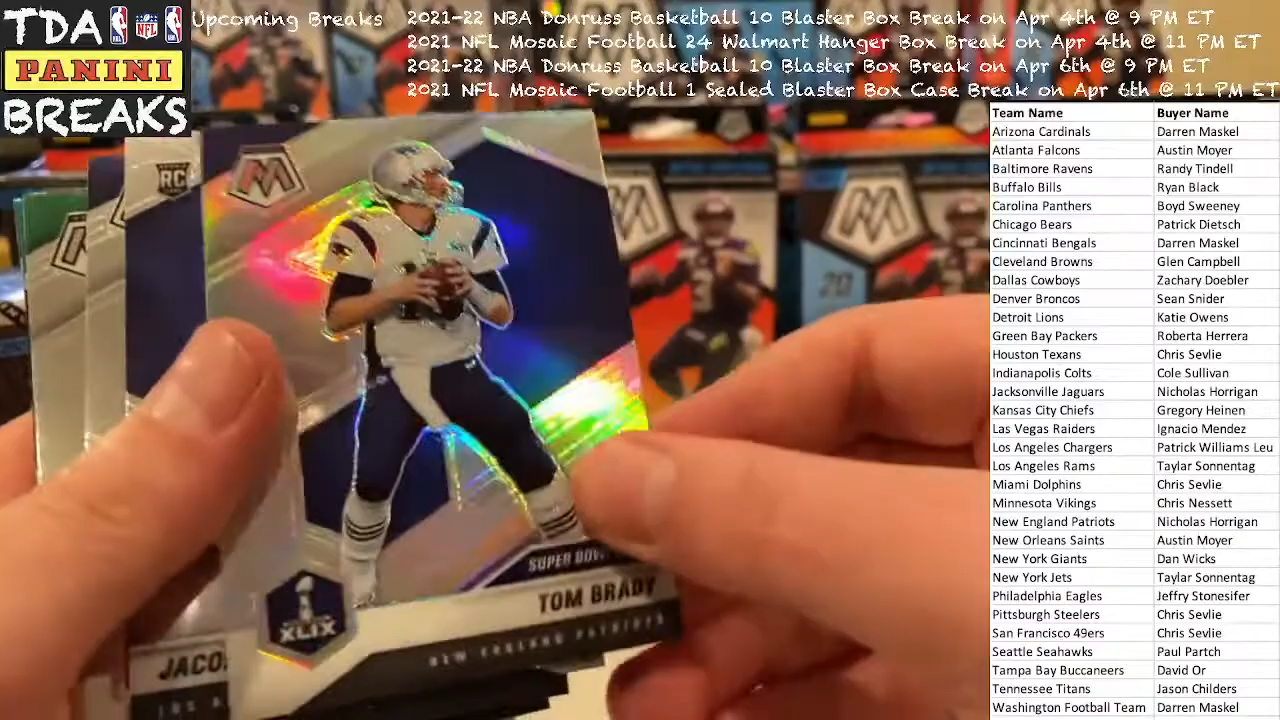 TDA
PANINI
BREAKS
Upcoming Breaks
2021-22 NBA Donruss Basketball 10 Blaster Box Break on Apr 4th @ 9 PM ET
2021 NFL Mosaic Football 24 Walmart Hanger Box Break on Apr 4th @ 11 PM ET
2021-22 NBA Donruss Basketball 10 Blaster Box Break on Apr 6th @ 9 PM ET
2021 NFL Mosaic Football 1 Sealed Blaster Box Case Break on Apr 6th @ 11 PM ET
Team Name Buyer Name
Arizona Cardinals Darren Maskel
Atlanta Falcons Austin Moyer
Baltimore Ravens Randy Tindell
Buffalo Bills Ryan Black
Carolina Panthers Boyd Sweeney
Chicago Bears Patrick Dietsch
Cincinnati Bengals Darren Maskel
Cleveland Browns Glen Campbell
Dallas Cowboys Zachary Doebler
Denver Broncos Sean Snider
Detroit Lions Katie Owens
Green Bay Packers Roberta Herrera
Houston Texans Chris Sevlie
Indianapolis Colts Cole Sullivan
Jacksonville Jaguars Nicholas Horrigan
Kansas City Chiefs Gregory Heinen
Las Vegas Raiders Ignacio Mendez
Los Angeles Chargers Patrick Williams Leu
Los Angeles Rams Taylar Sonnentag
Miami Dolphins Chris Sevlie
Minnesota Vikings Chris Nessett
New England Patriots Nicholas Horrigan
New Orleans Saints Austin Moyer
New York Giants Dan Wicks
New York Jets Taylar Sonnentag
Philadelphia Eagles Jeffry Stonesifer
Pittsburgh Steelers Chris Sevlie
San Francisco 49ers Chris Sevlie
Seattle Seahawks Paul Partch
Tampa Bay Buccaneers David Or
Tennessee Titans Jason Childers
Washington Football Team Darren Maskel
RC
M
20
SUPER BOW
TOM BRADY
NEW ENGLAND PATRIOTS
XLIX
JACO